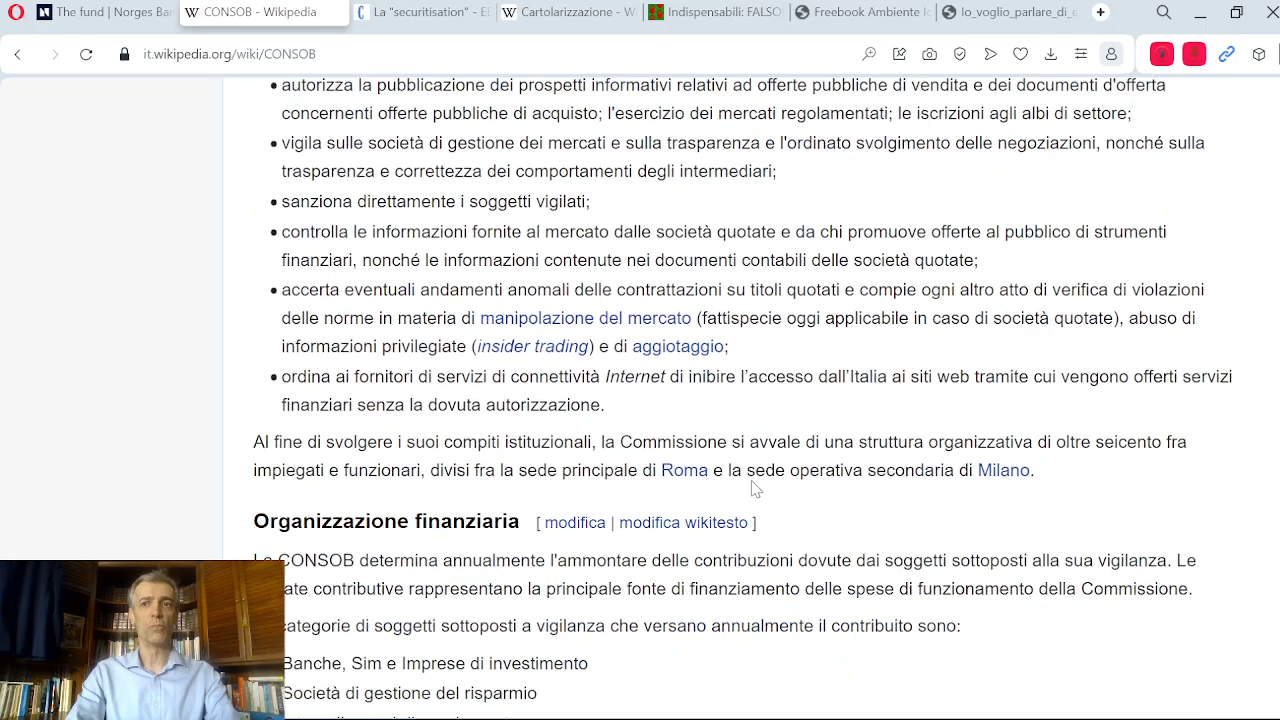 The fund | Norges Ba
CONSOB - Wikipedia
La "securitisation" - E
Cartolarizzazione - W
Indispensabili FALSO
Freebook Ambiente Id
Io_voglio_parlare_di_e
it.wikipedia.org/wiki/CONSOB
autorizza la pubblicazione dei prospetti informativi relativi ad offerte pubbliche di vendita e dei documenti d'offerta
concernenti offerte pubbliche di acquisto; l'esercizio dei mercati regolamentati; le iscrizioni agli albi di settore;
vigila sulle società di gestione dei mercati e sulla trasparenza e l'ordinato svolgimento delle negoziazioni, nonché sulla
trasparenza e correttezza dei comportamenti degli intermediari;
sanziona direttamente i soggetti vigilati;
controlla le informazioni fornite al mercato dalle società quotate e da chi promuove offerte al pubblico di strumenti
finanziari, nonché le informazioni contenute nei documenti contabili delle società quotate;
accerta eventuali andamenti anomali delle contrattazioni su titoli quotati e compie ogni altro atto di verifica di violazioni
delle norme in materia di manipolazione del mercato (fattispecie oggi applicabile in caso di società quotate), abuso di
informazioni privilegiate (insider trading) e di aggiotaggio;
ordina ai fornitori di servizi di connettività Internet di inibire l'accesso dall'Italia ai siti web tramite cui vengono offerti servizi
finanziari senza la dovuta autorizzazione.
Al fine di svolgere i suoi compiti istituzionali, la Commissione si avvale di una struttura organizzativa di oltre seicento fra
impiegati e funzionari, divisi fra la sede principale di Roma e la sede operativa secondaria di Milano.
Organizzazione finanziaria [ modifica | modifica wikitesto ]
La CONSOB determina annualmente l'ammontare delle contribuzioni dovute dai soggetti sottoposti alla sua vigilanza. Le
ate contributive rappresentano la principale fonte di finanziamento delle spese di funzionamento della Commissione.
categorie di soggetti sottoposti a vigilanza che versano annualmente il contribuito sono:
Banche, Sim e Imprese di investimento
Società di gestione del risparmio